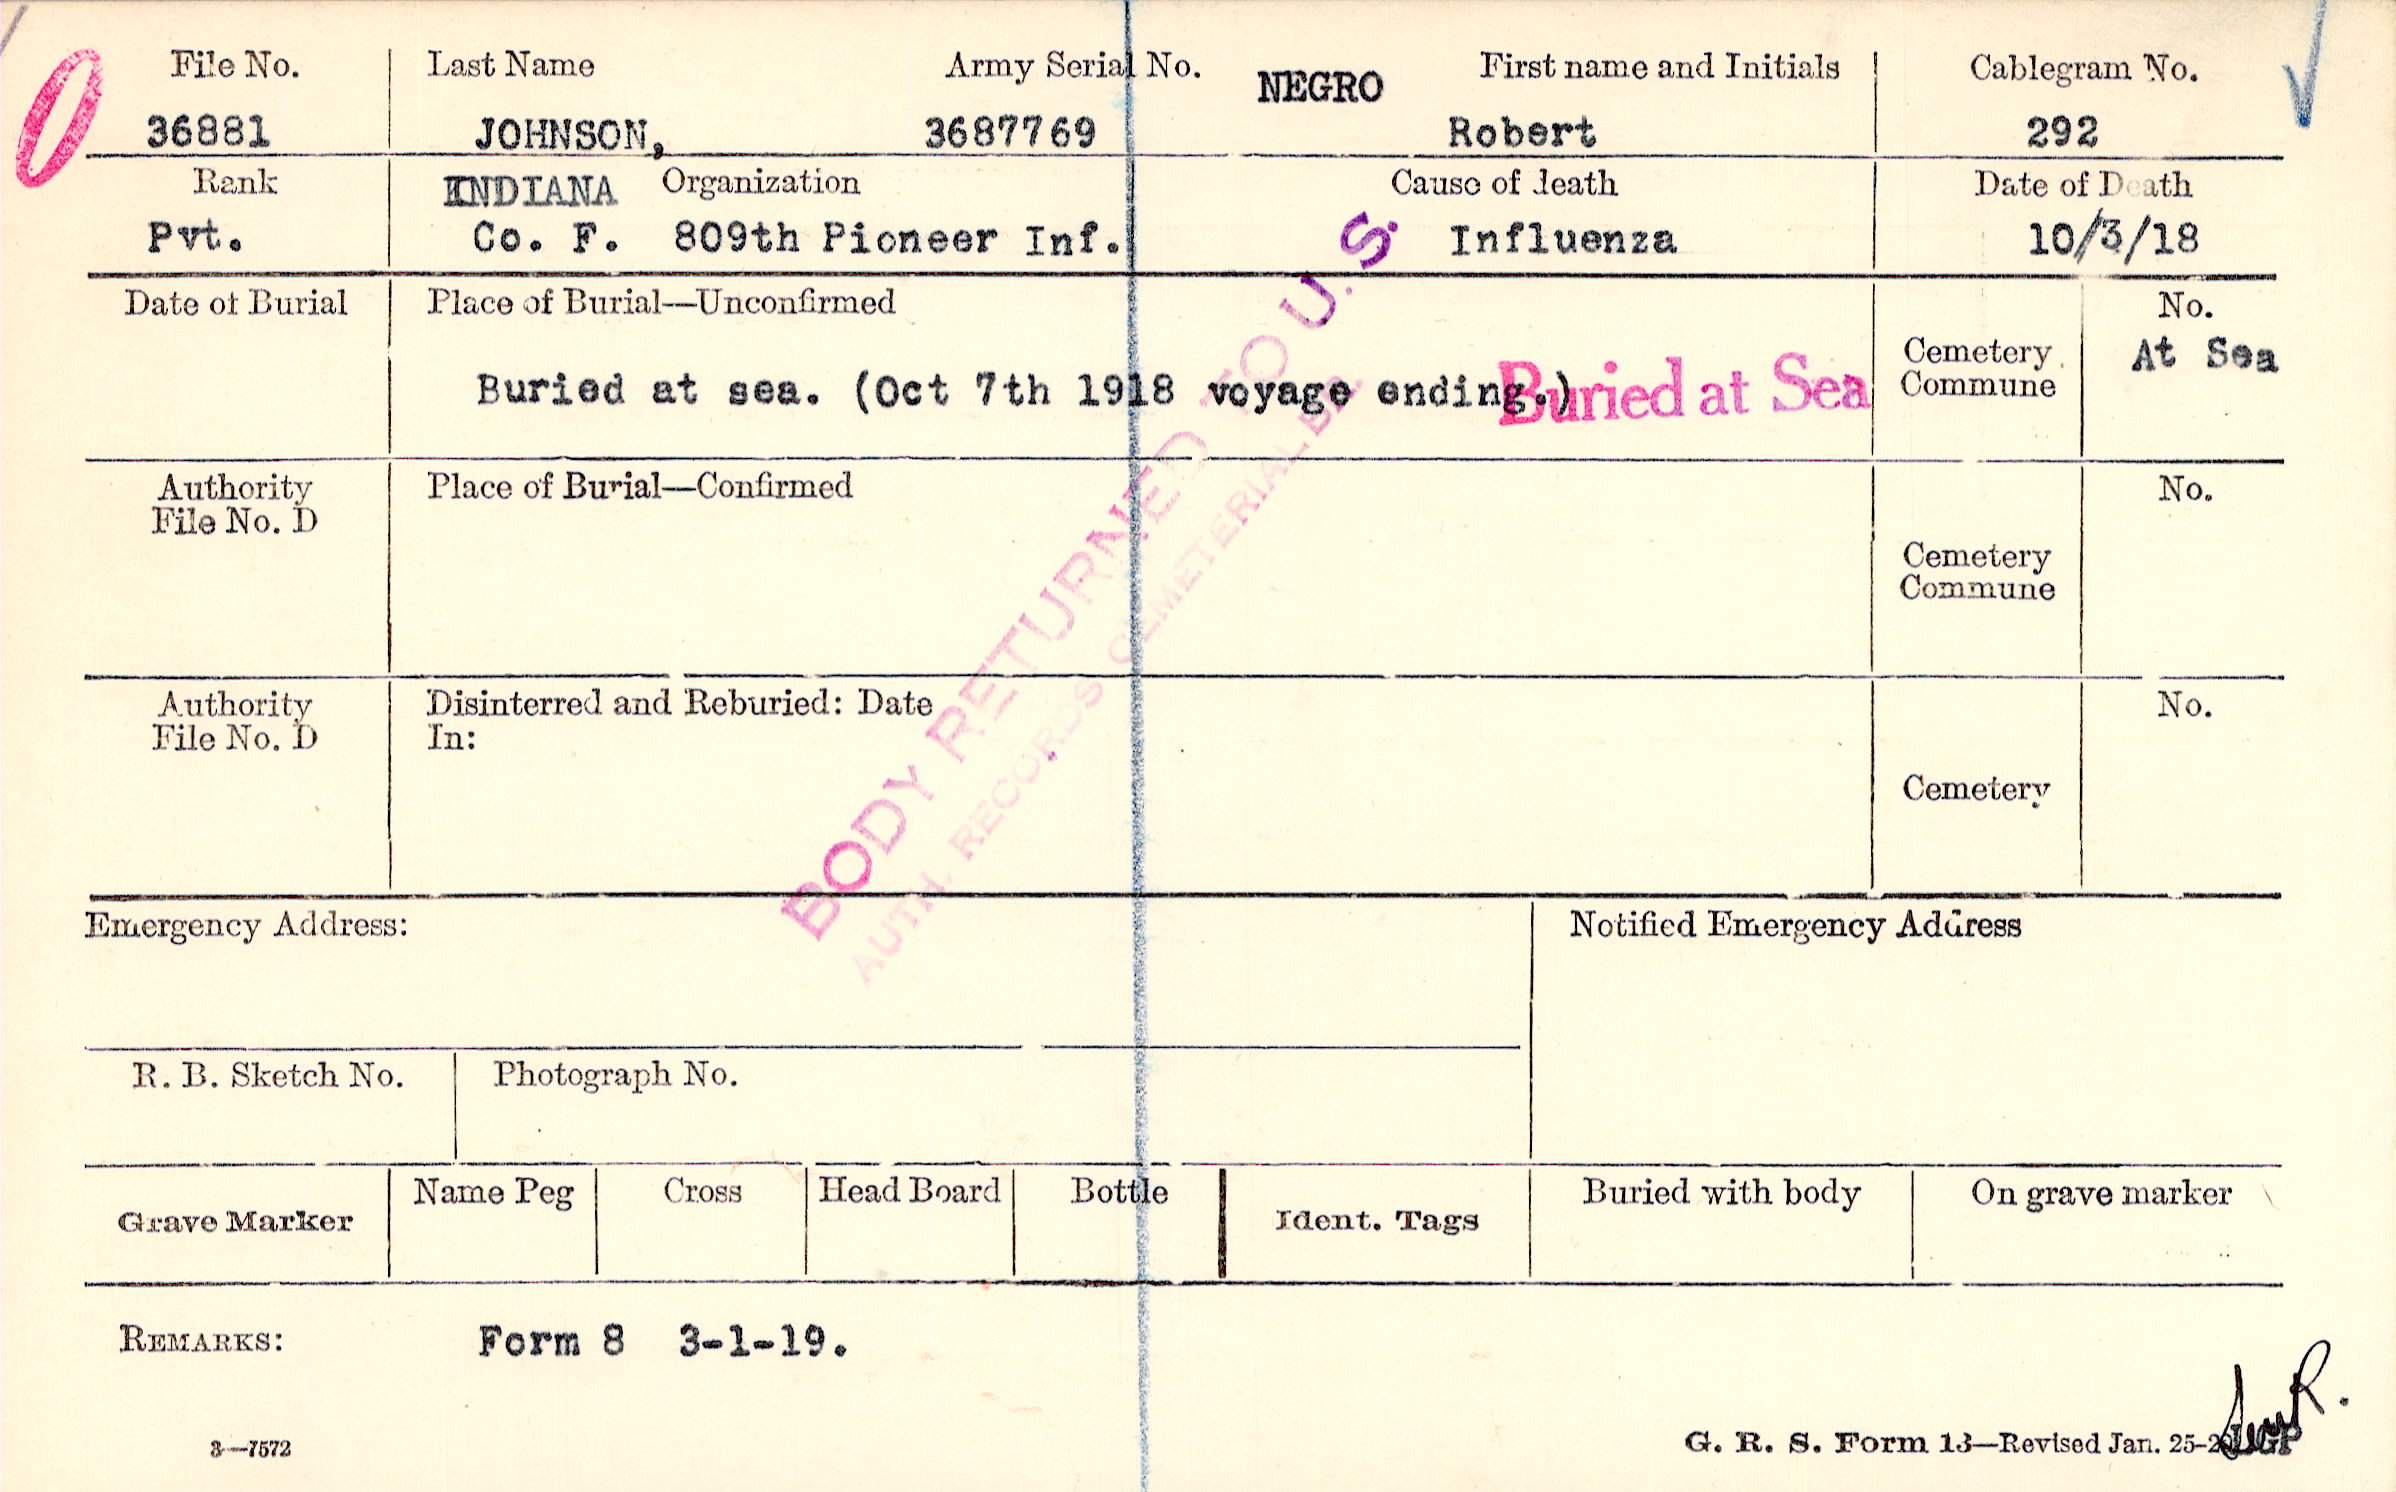 File No. Last Name Army Serial No. NEGRO First name and Initials Cablegram No.
36881 JOHNSON, 3687769 Robert 292
Rank INDIANA Organization Cause of death Date of Death
Pvt. Co. F. 809th Pioneer Inf. Influenza 10/3/18
Date of Burial Place of Burial—Unconfirmed No.
Cemetery At Sea
Commune
Buried at sea. (Oct 7th 1918 voyage ending.) Buried at Sea
BODY RETURNED TO U. S.
AUTH. RECORDS CEMETERIAL
Authority Place of Burial—Confirmed No.
File No. D
Cemetery
Commune
Authority Disinterred and Reburied: Date No.
File No. D In:
Cemetery
Emergency Address: Notified Emergency Address
R. B. Sketch No. Photograph No.
Grave Marker Name Peg Cross Head Board Bottle Ident. Tags Buried with body On grave marker
REMARKS: Form 8 3-1-19.
3—7572 G. R. S. Form 13—Revised Jan. 25-2